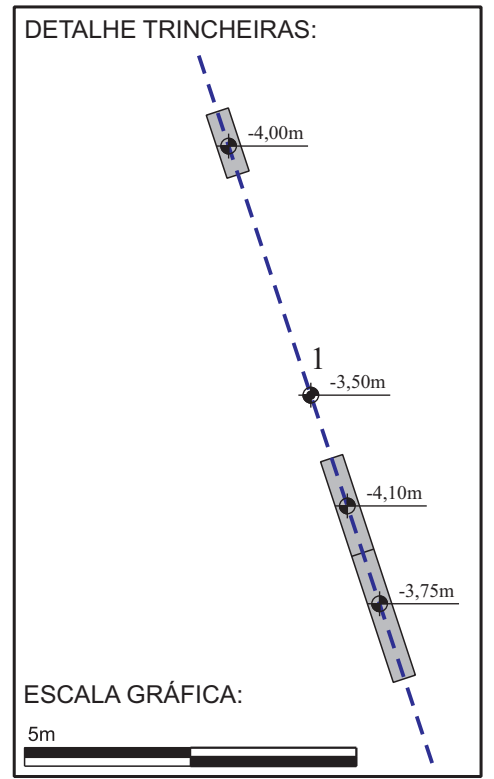 DETALHE TRINCHEIRAS:
-4,00m
1
-3,50m
-4,10m
-3,75m
ESCALA GRÁFICA:
5m